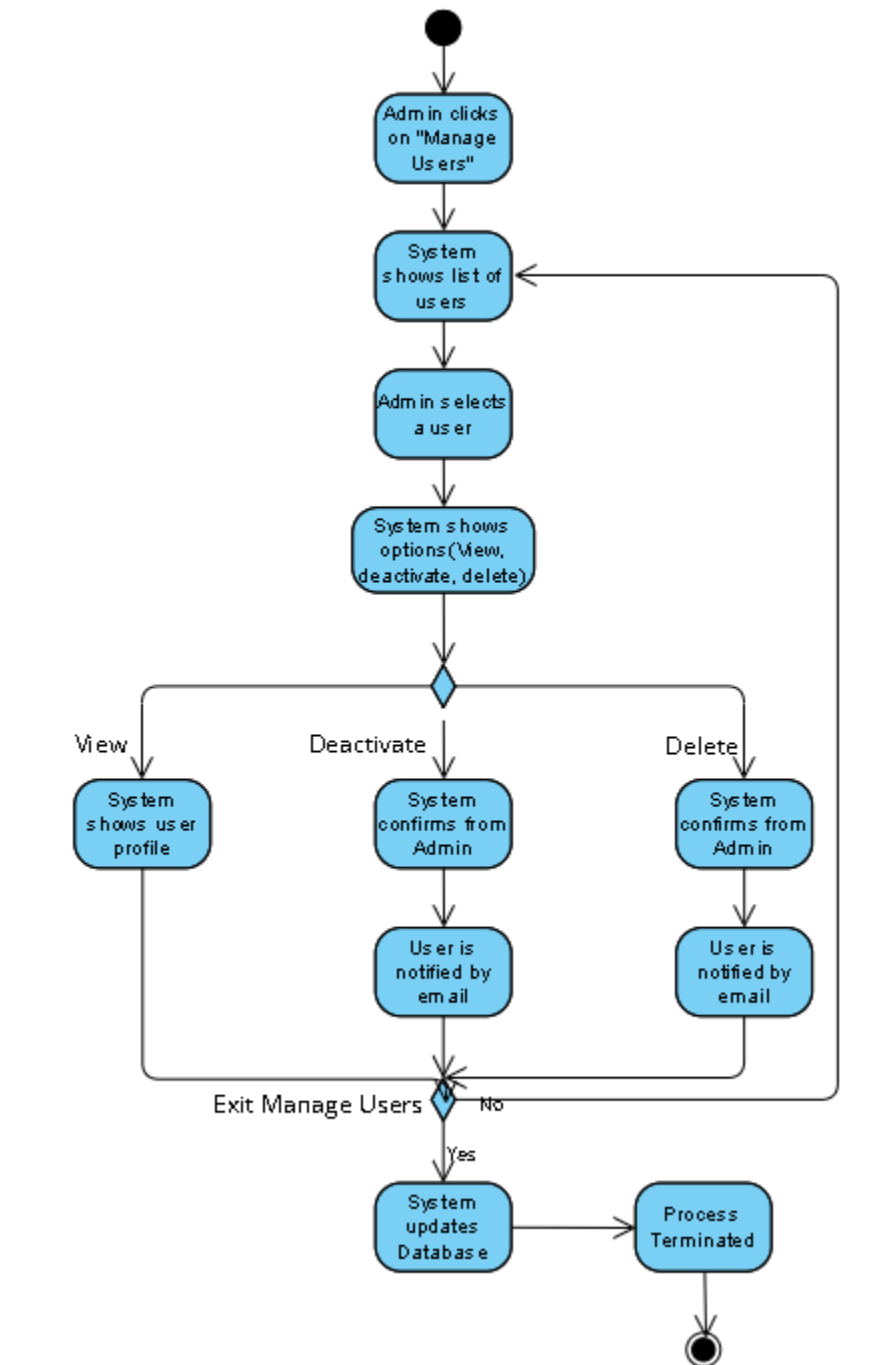 Admin clicks
on "Manage
Users"
System
shows list of
users
Admin selects
a user
System shows
options(View,
deactivate, delete)
View
Deactivate
Delete
System
shows user
profile
System
confirms from
Admin
System
confirms from
Admin
User is
notified by
email
User is
notified by
email
Exit Manage Users
No
Yes
System
updates
Database
Process
Terminated